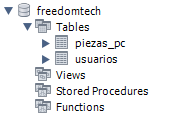 freedomtech
Tables
piezas_pc
usuarios
Views
Stored Procedures
Functions